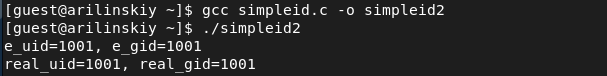 [guest@arilinskiy ~]$ gcc simpleid.c -o simpleid2
[guest@arilinskiy ~]$ ./simpleid2
e_uid=1001, e_gid=1001
real_uid=1001, real_gid=1001